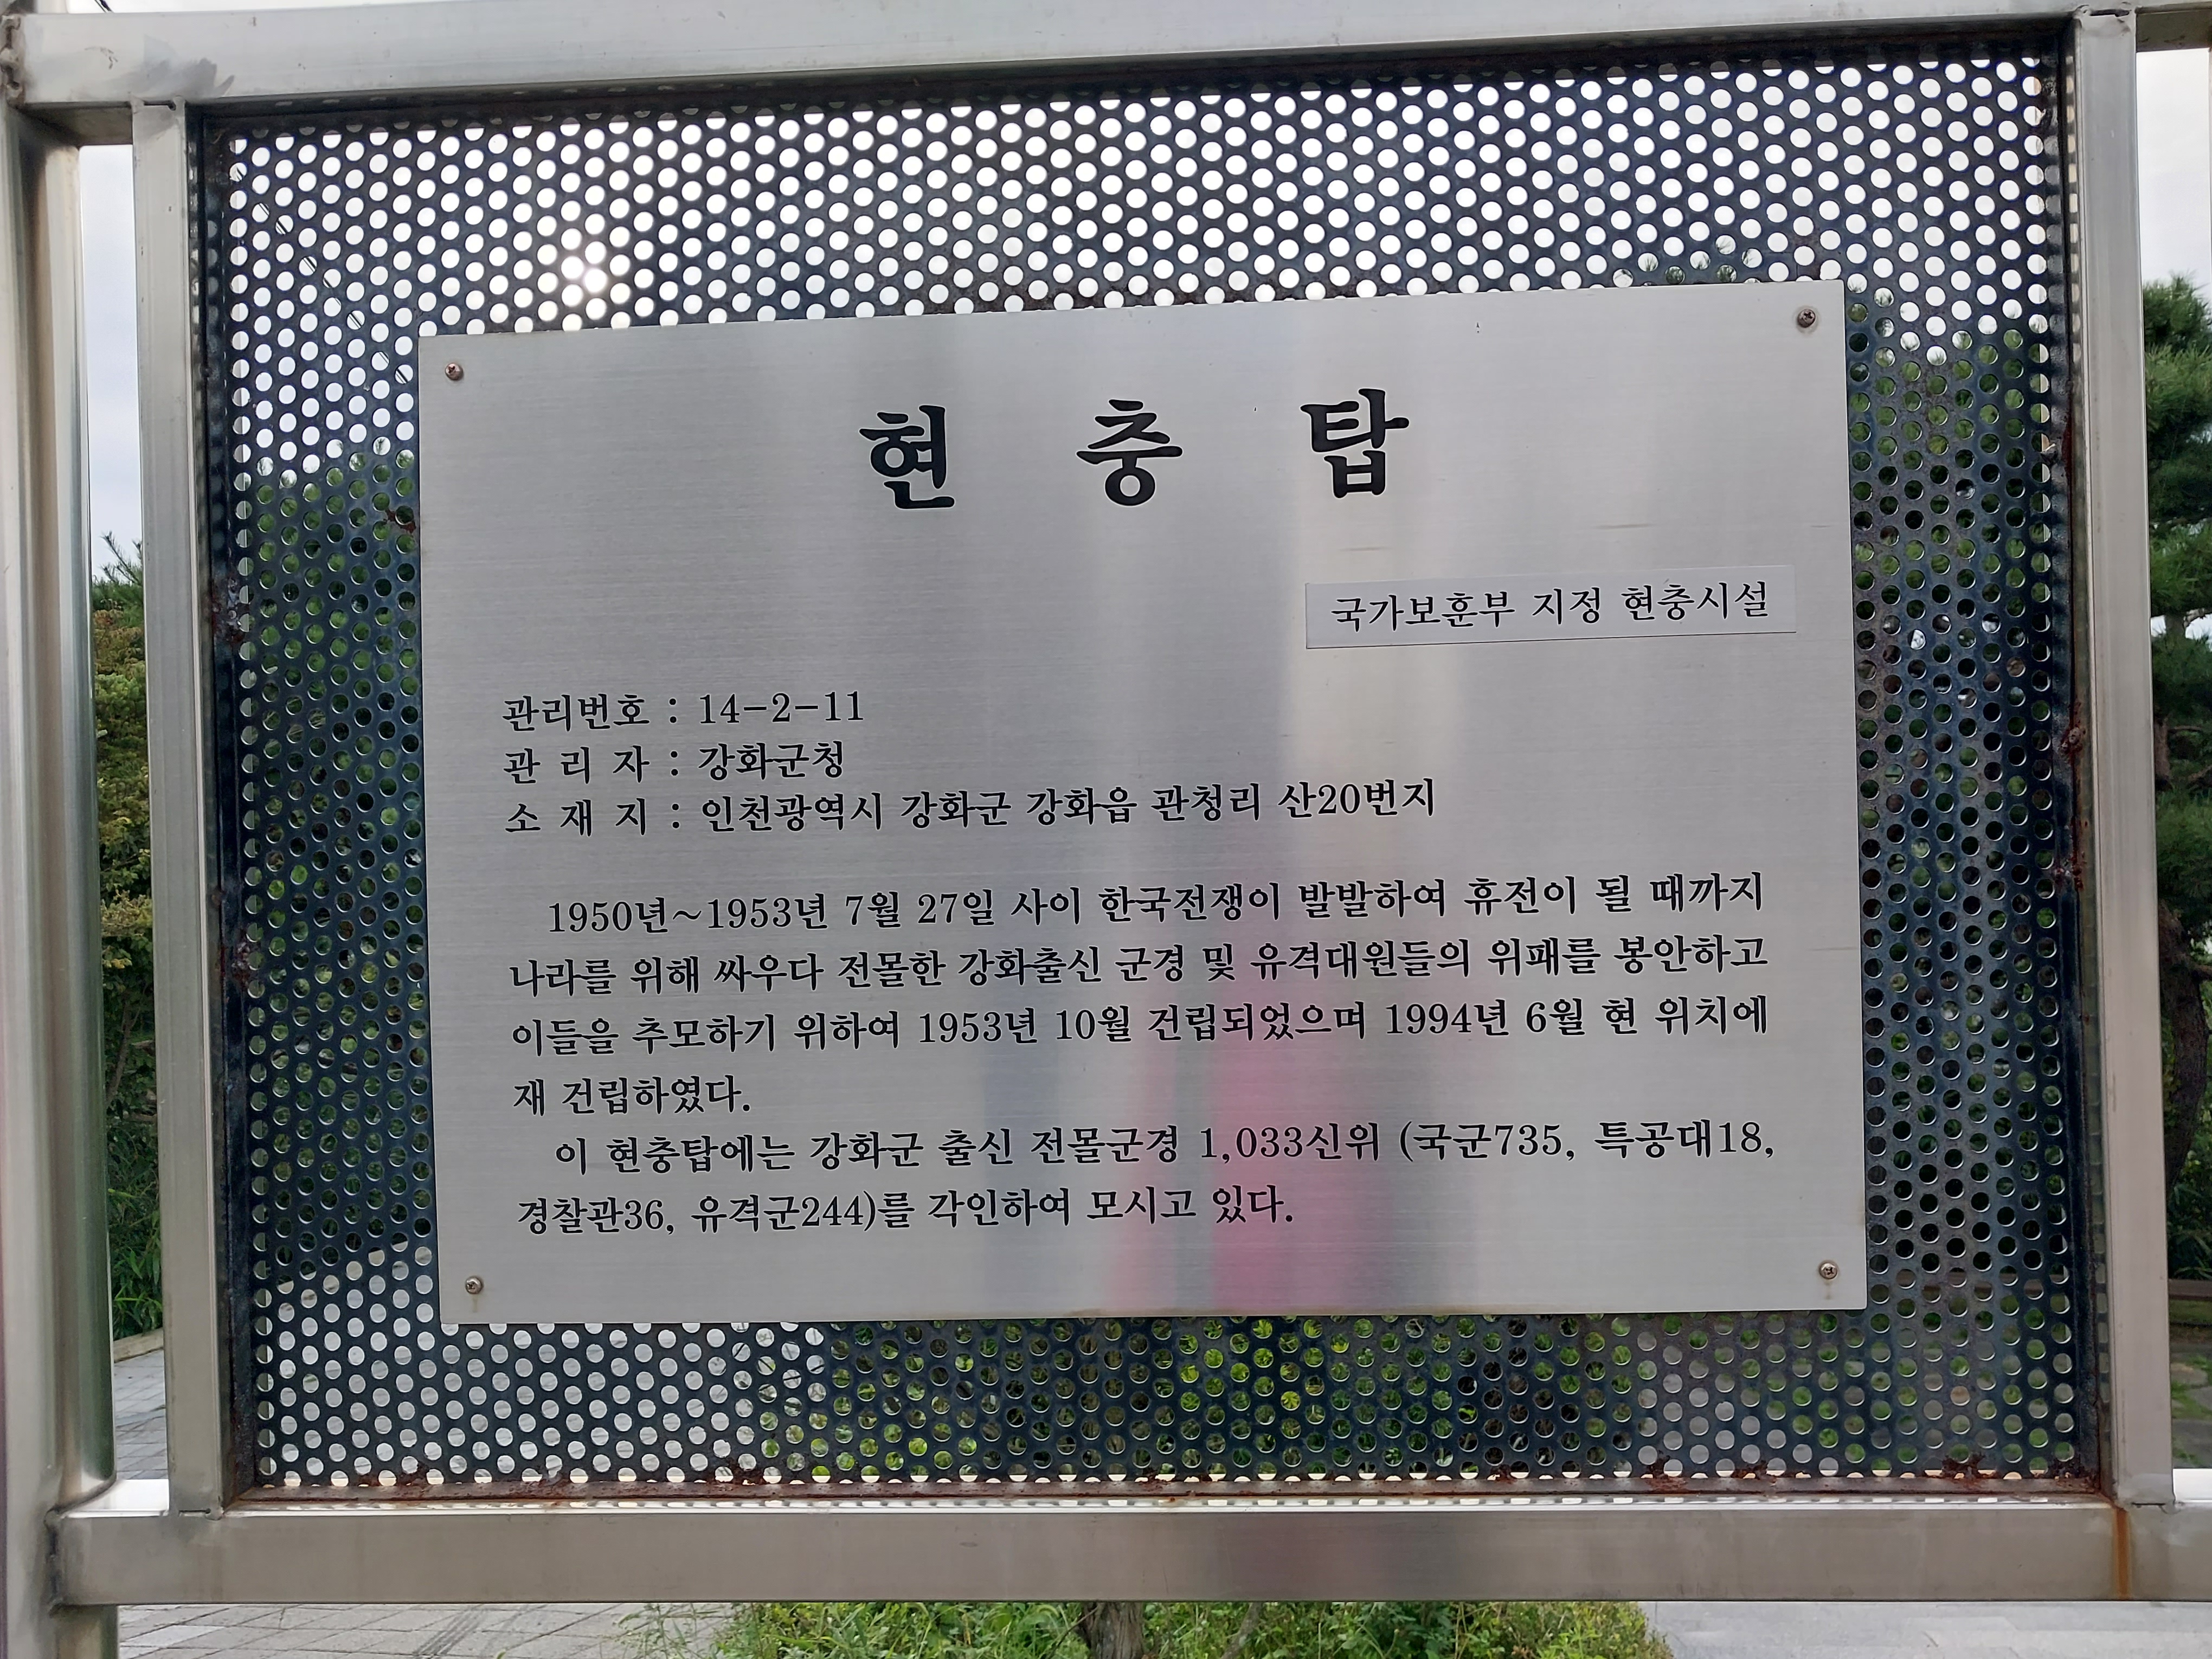 현 충 탑
국가보훈부 지정 현충시설
관리번호 : 14-2-11
관 리 자 : 강화군청
소 재 지 : 인천광역시 강화군 강화읍 관청리 산20번지
1950년~1953년 7월 27일 사이 한국전쟁이 발발하여 휴전이 될 때까지
나라를 위해 싸우다 전몰한 강화출신 군경 및 유격대원들의 위패를 봉안하고
이들을 추모하기 위하여 1953년 10월 건립되었으며 1994년 6월 현 위치에
재 건립하였다.
이 현충탑에는 강화군 출신 전몰군경 1,033신위 (국군735, 특공대18,
경찰관36, 유격군244)를 각인하여 모시고 있다.